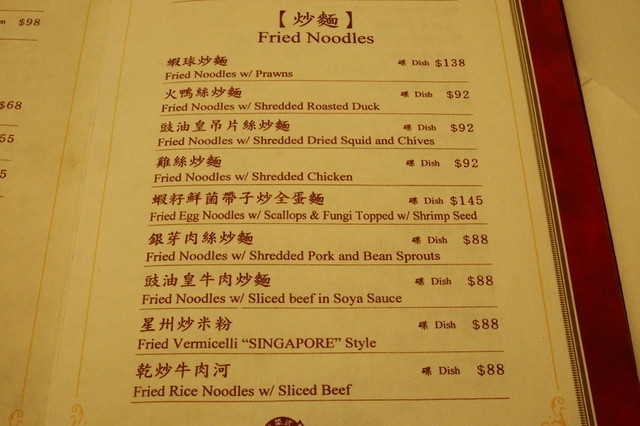 $98
$68
55
5
【炒麵】
Fried Noodles
蝦球炒麵 碟 Dish $138
Fried Noodles w/ Prawns
火鴨絲炒麵 碟 Dish $92
Fried Noodles w/ Shredded Roasted Duck
豉油皇吊片絲炒麵 碟 Dish $92
Fried Noodles w/ Shredded Dried Squid and Chives
雞絲炒麵 碟 Dish $92
Fried Noodles w/ Shredded Chicken
蝦籽鮮菌帶子炒全蛋麵 碟 Dish $145
Fried Egg Noodles w/ Scallops & Fungi Topped w/ Shrimp Seed
銀芽肉絲炒麵 碟 Dish $88
Fried Noodles w/ Shredded Pork and Bean Sprouts
豉油皇牛肉炒麵 碟 Dish $88
Fried Noodles w/ Sliced beef in Soya Sauce
星州炒米粉 碟 Dish $88
Fried Vermicelli “SINGAPORE” Style
乾炒牛肉河 碟 Dish $88
Fried Rice Noodles w/ Sliced Beef